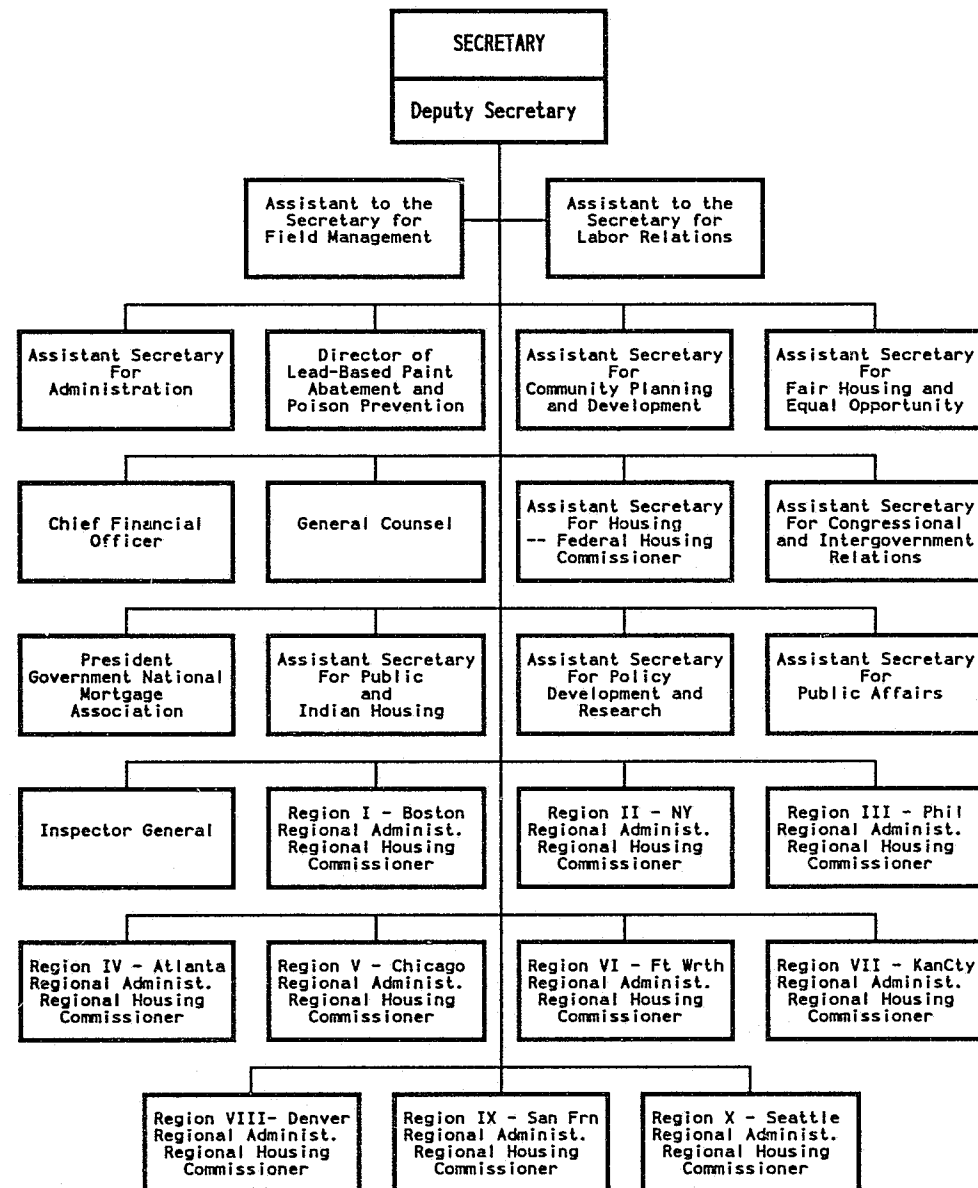 SECRETARY
Deputy Secretary
Assistant to the
Secretary for
Field Management
Assistant to the
Secretary for
Labor Relations
Assistant Secretary
For
Administration
Director of
Lead-Based Paint
Abatement and
Poison Prevention
Assistant Secretary
For
Community Planning
and Development
Assistant Secretary
For
Fair Housing and
Equal Opportunity
Chief Financial
Officer
General Counsel
Assistant Secretary
For Housing
-- Federal Housing
Commissioner
Assistant Secretary
For Congressional
and Intergovernment
Relations
President
Government National
Mortgage
Association
Assistant Secretary
For Public
and
Indian Housing
Assistant Secretary
For Policy
Development and
Research
Assistant Secretary
For
Public Affairs
Inspector General
Region I - Boston
Regional Administ.
Regional Housing
Commissioner
Region II - NY
Regional Administ.
Regional Housing
Commissioner
Region III - Phil
Regional Administ.
Regional Housing
Commissioner
Region IV - Atlanta
Regional Administ.
Regional Housing
Commissioner
Region V - Chicago
Regional Administ.
Regional Housing
Commissioner
Region VI - Ft Wrth
Regional Administ.
Regional Housing
Commissioner
Region VII - KanCty
Regional Administ.
Regional Housing
Commissioner
Region VIII- Denver
Regional Administ.
Regional Housing
Commissioner
Region IX - San Frn
Regional Administ.
Regional Housing
Commissioner
Region X - Seattle
Regional Administ.
Regional Housing
Commissioner